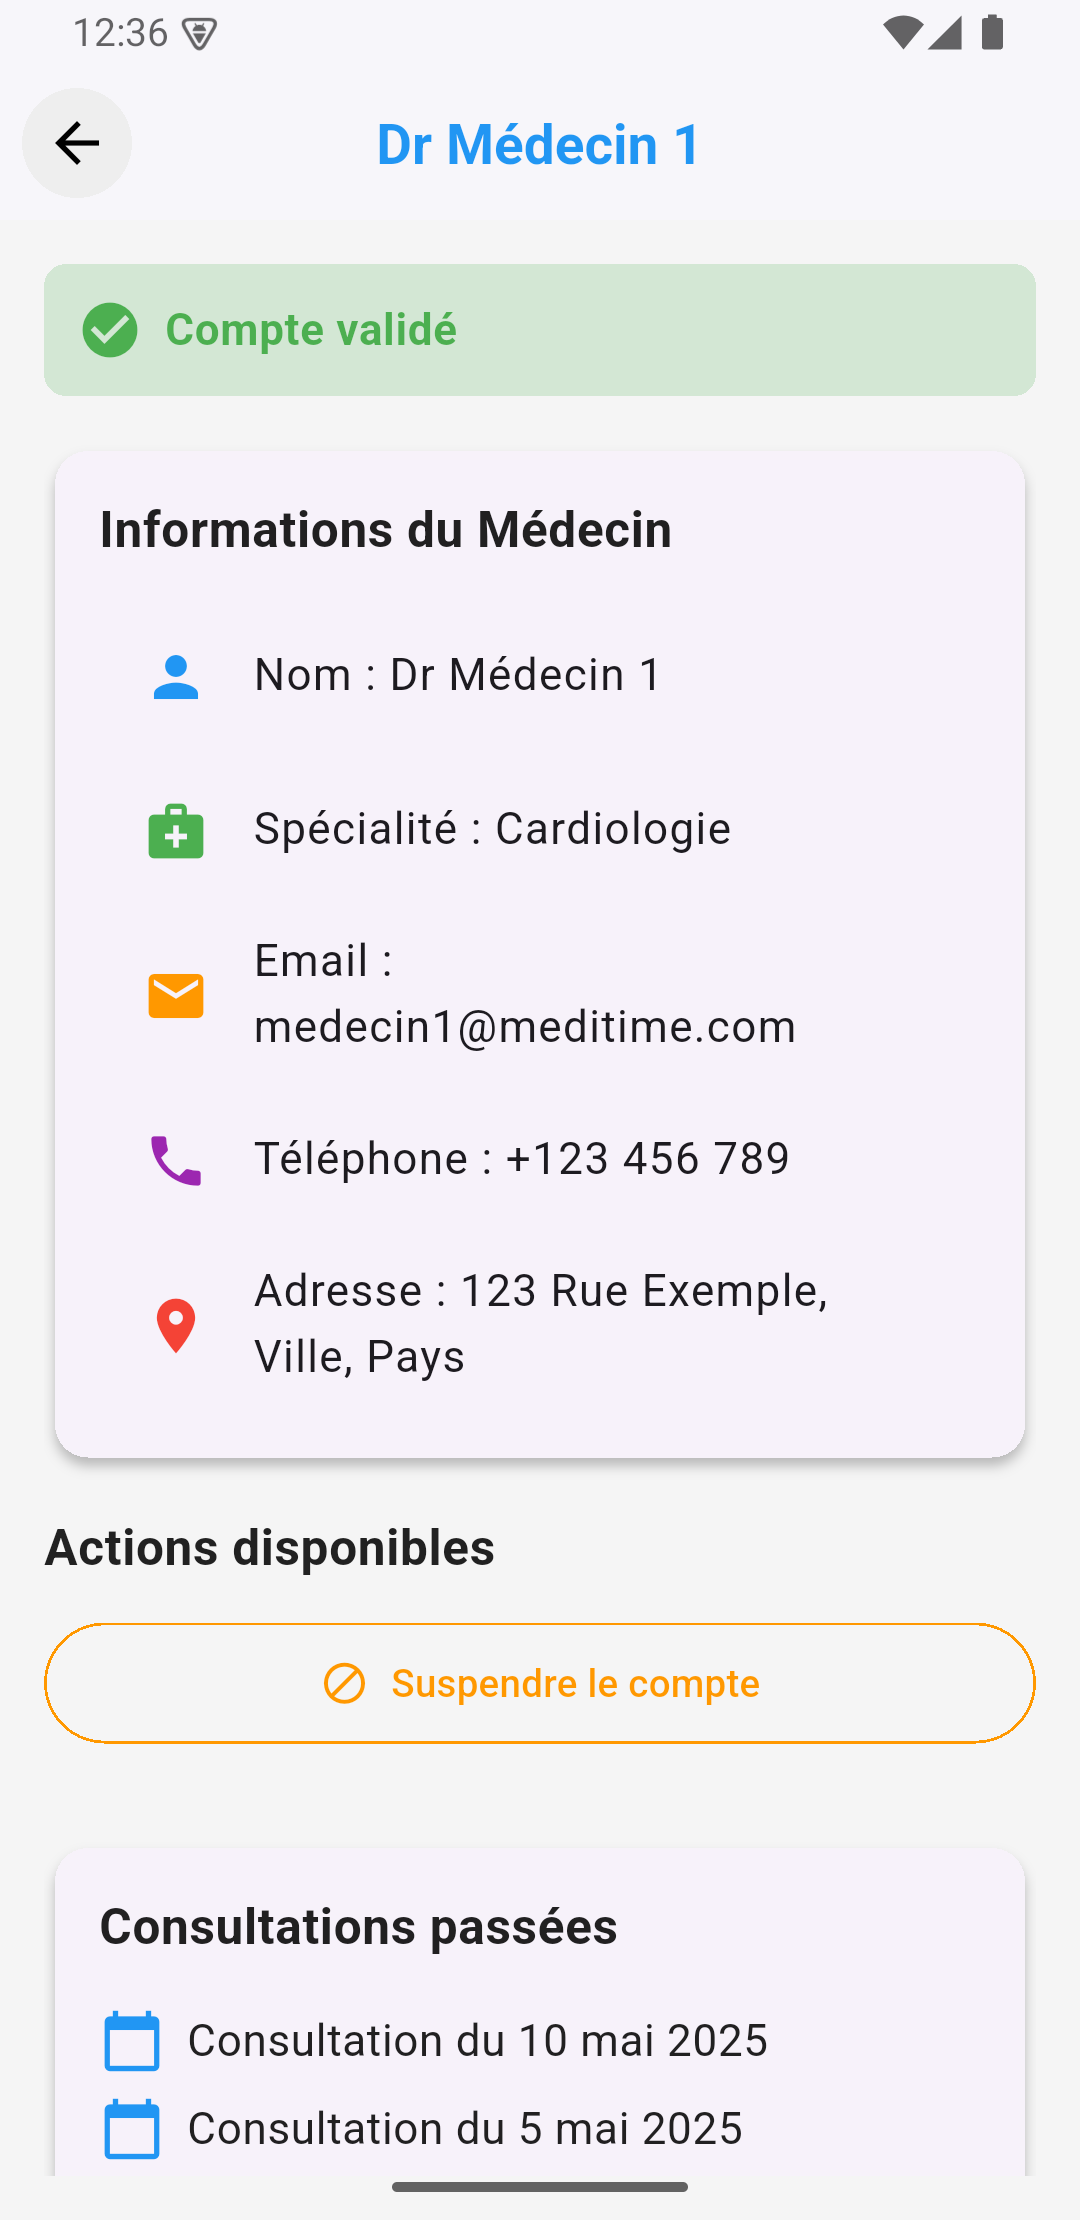 12:36
Dr Médecin 1
Compte validé
Informations du Médecin
Nom : Dr Médecin 1
Spécialité : Cardiologie
Email :
medecin1@meditime.com
Téléphone : +123 456 789
Adresse : 123 Rue Exemple,
Ville, Pays
Actions disponibles
Suspendre le compte
Consultations passées
Consultation du 10 mai 2025
Consultation du 5 mai 2025